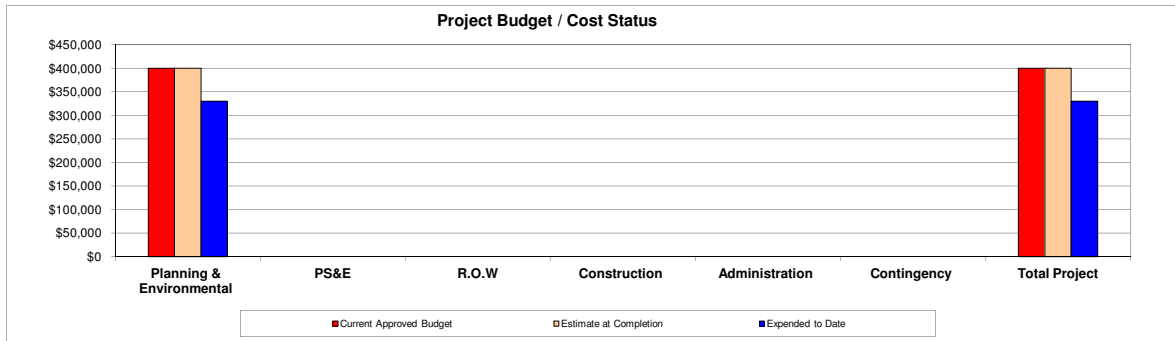 Project Budget / Cost Status
$450,000
$400,000
$350,000
$300,000
$250,000
$200,000
$150,000
$100,000
$50,000
$0
Planning &
Environmental
PS&E
R.O.W
Construction
Administration
Contingency
Total Project
Current Approved Budget
Estimate at Completion
Expended to Date